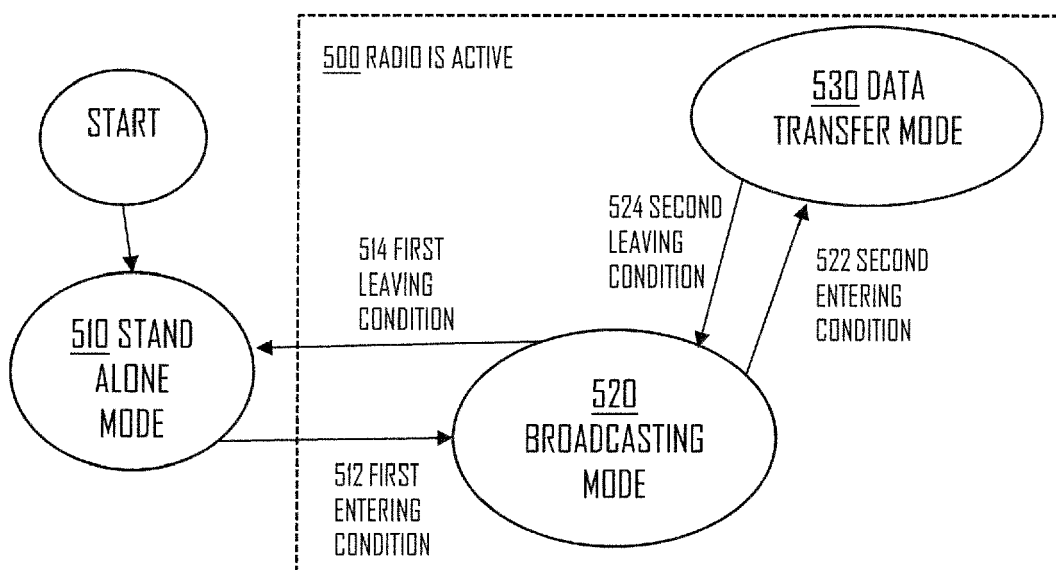 500 RADIO IS ACTIVE
START
530 DATA
TRANSFER MODE
524 SECOND
LEAVING
CONDITION
514 FIRST
LEAVING
CONDITION
522 SECOND
ENTERING
CONDITION
510 STAND
ALONE
MODE
520
BROADCASTING
MODE
512 FIRST
ENTERING
CONDITION